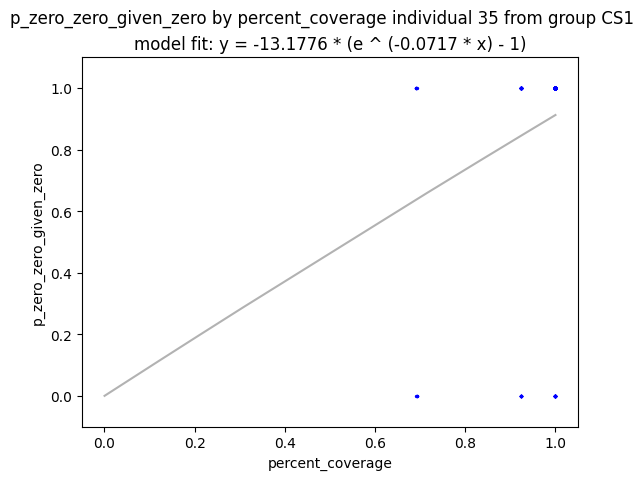 p_zero_zero_given_zero by percent_coverage individual 35 from group CS1
model fit: y = -13.1776 * (e ^ (-0.0717 * x) - 1)
1.0
0.8
0.6
0.4
0.2
0.0
p_zero_zero_given_zero
0.0 0.2 0.4 0.6 0.8 1.0
percent_coverage